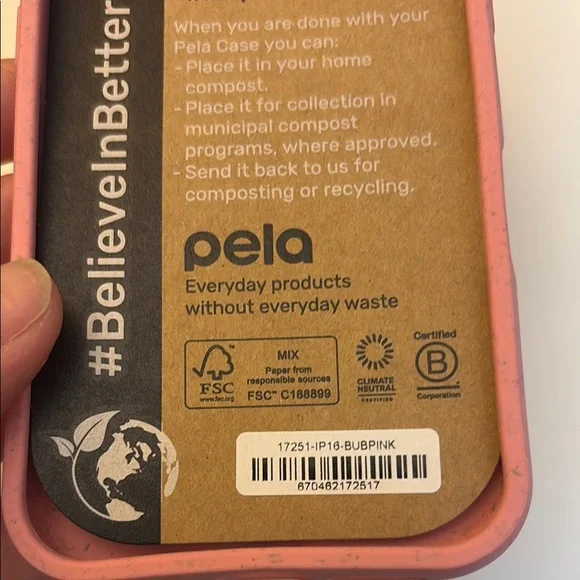 #BelieveInBetter
When you are done with your
Pela Case you can:
- Place it in your home
compost.
- Place it for collection in
municipal compost
programs, where approved.
- Send it back to us for
composting or recycling.
pela
Everyday products
without everyday waste
FSC
www.fsc.org
MIX
Paper from
responsible sources
FSC™ C188899
CLIMATE
NEUTRAL
CERTIFIED
Certified
B
Corporation
17251-IP16-BUBPINK
670462172517